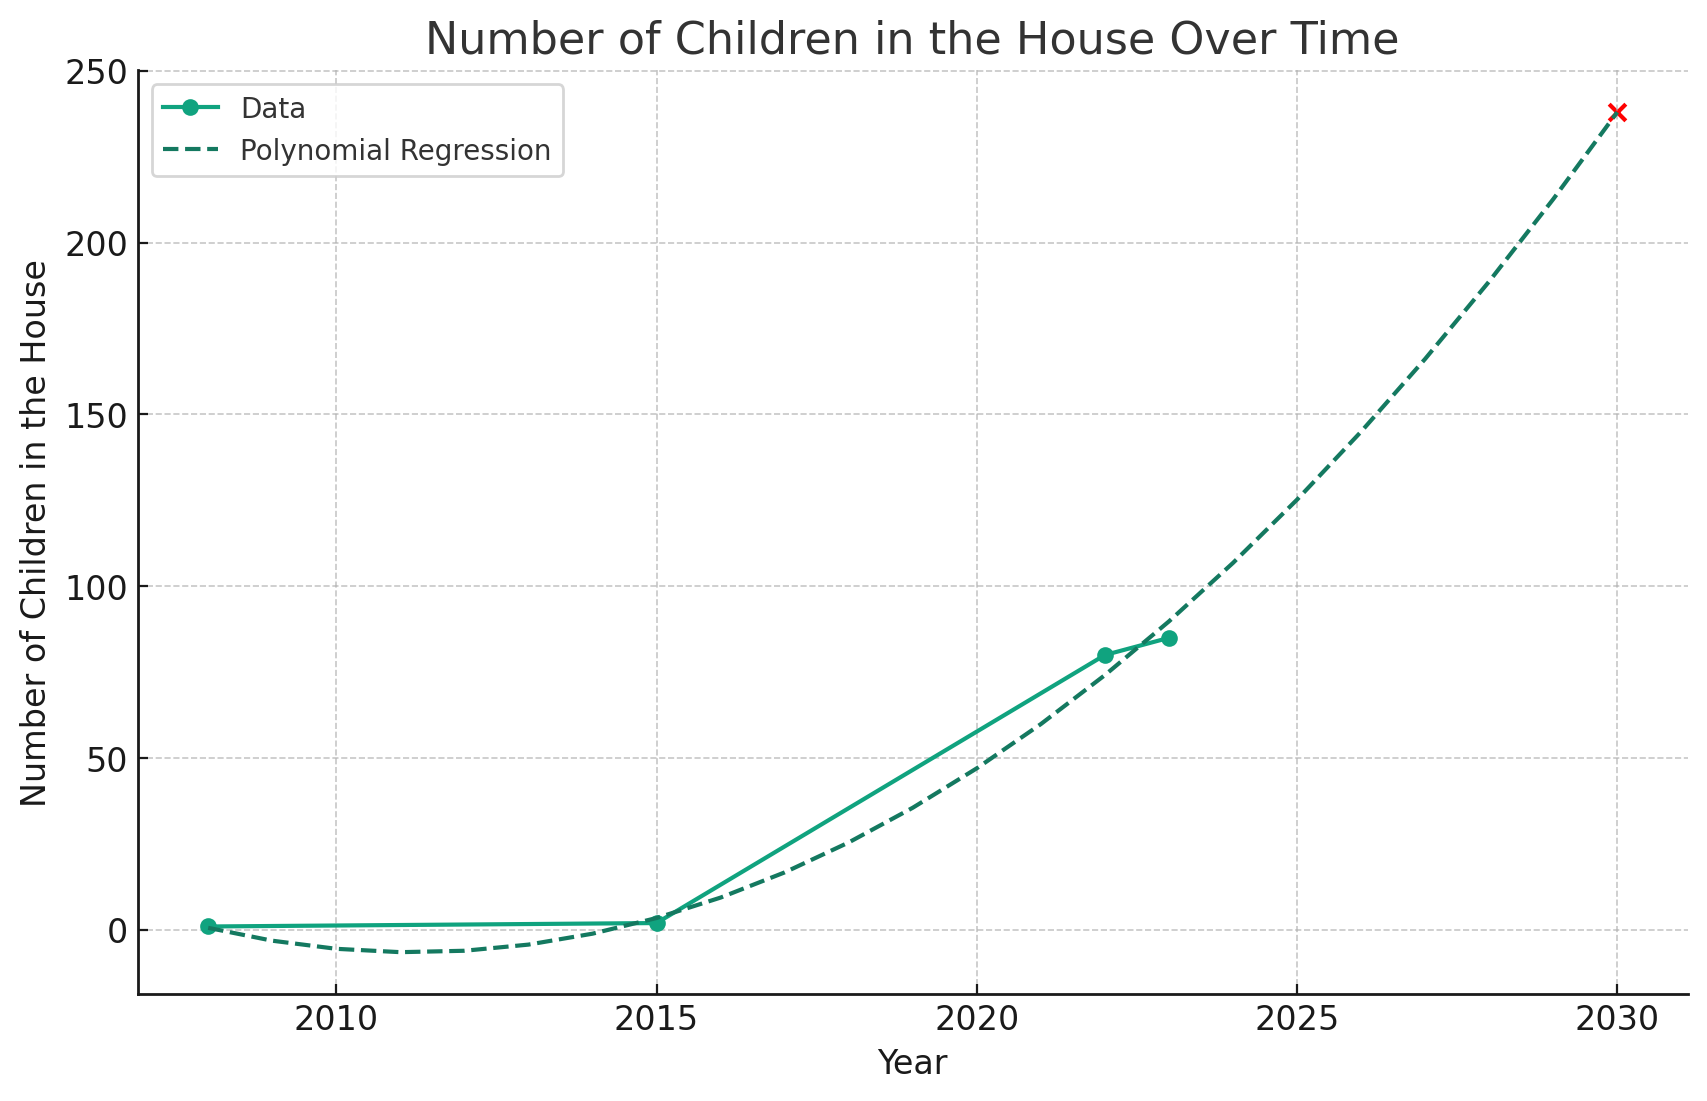 Number of Children in the House Over Time
250
200
150
100
50
0
Number of Children in the House
Data
Polynomial Regression
2010
2015
2020
2025
2030
Year